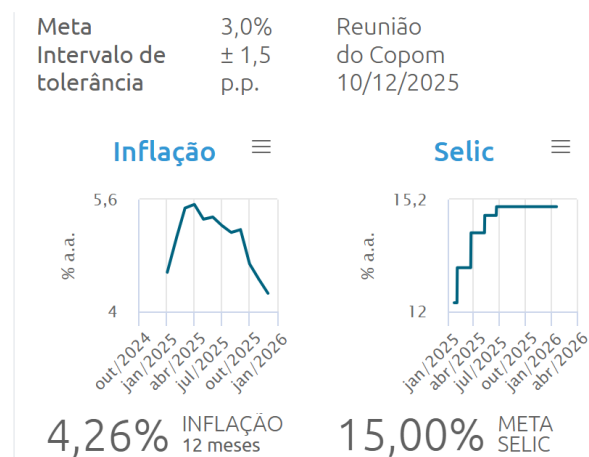 Meta 3,0%
Intervalo de ± 1,5
tolerância p.p.
Reunião
do Copom
10/12/2025
Inflação
5,6
% a.a.
4
out/2024
jan/2025
abr/2025
jul/2025
out/2025
jan/2026
4,26% INFLAÇÃO
12 meses
Selic
15,2
% a.a.
12
jan/2025
abr/2025
jul/2025
out/2025
jan/2026
abr/2026
15,00% META
SELIC